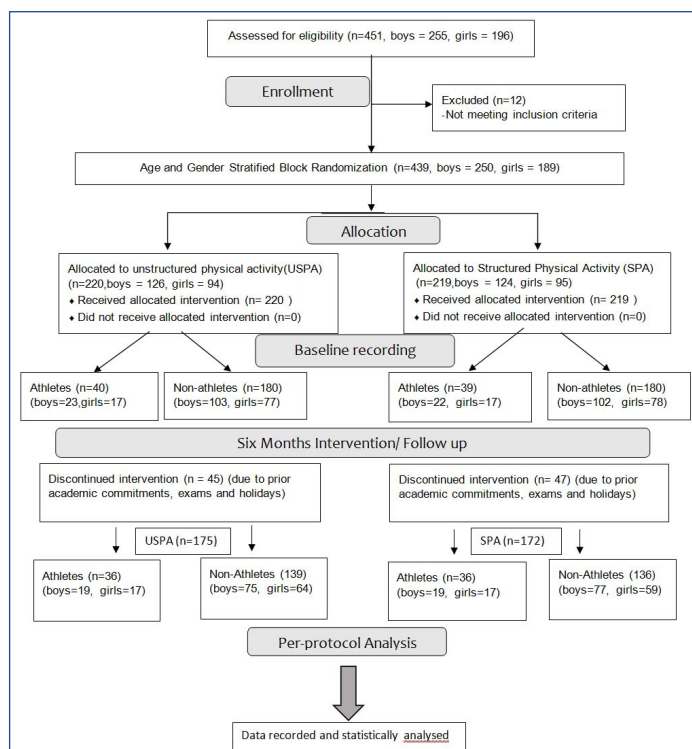 Assessed for eligibility (n=451, boys = 255, girls = 196)
Enrollment
Excluded (n=12)
-Not meeting inclusion criteria
Age and Gender Stratified Block Randomization (n=439, boys = 250, girls = 189)
Allocation
Allocated to unstructured physical activity(USPA)
(n=220,boys = 126, girls = 94)
♦ Received allocated intervention (n= 220 )
♦ Did not receive allocated intervention (n=0)
Allocated to Structured Physical Activity (SPA)
(n=219,boys = 124, girls = 95)
♦ Received allocated intervention (n= 219 )
♦ Did not receive allocated intervention (n=0)
Baseline recording
Athletes (n=40)
(boys=23,girls=17)
Non-athletes (n=180)
(boys=103, girls=77)
Athletes (n=39)
(boys=22, girls=17)
Non-athletes (n=180)
(boys=102, girls=78)
Six Months Intervention/ Follow up
Discontinued intervention (n = 45) (due to prior
academic commitments, exams and holidays)
Discontinued intervention (n= 47) (due to prior
academic commitments, exams and holidays)
USPA (n=175)
SPA (n=172)
Athletes (n=36)
(boys=19, girls=17)
Non-Athletes (139)
(boys=75, girls=64)
Athletes (n=36)
(boys=19, girls=17)
Non-Athletes (136)
(boys=77, girls=59)
Per-protocol Analysis
Data recorded and statistically analysed